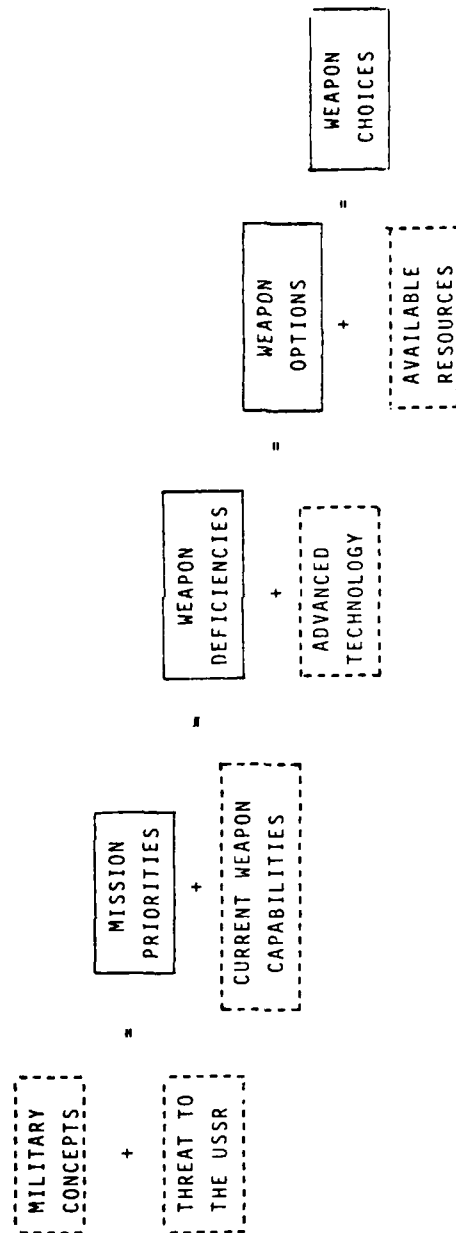 MILITARY
CONCEPTS
+
THREAT TO
THE USSR
=
MISSION
PRIORITIES
+
CURRENT WEAPON
CAPABILITIES
=
WEAPON
DEFICIENCIES
+
ADVANCED
TECHNOLOGY
=
WEAPON
OPTIONS
+
AVAILABLE
RESOURCES
=
WEAPON
CHOICES